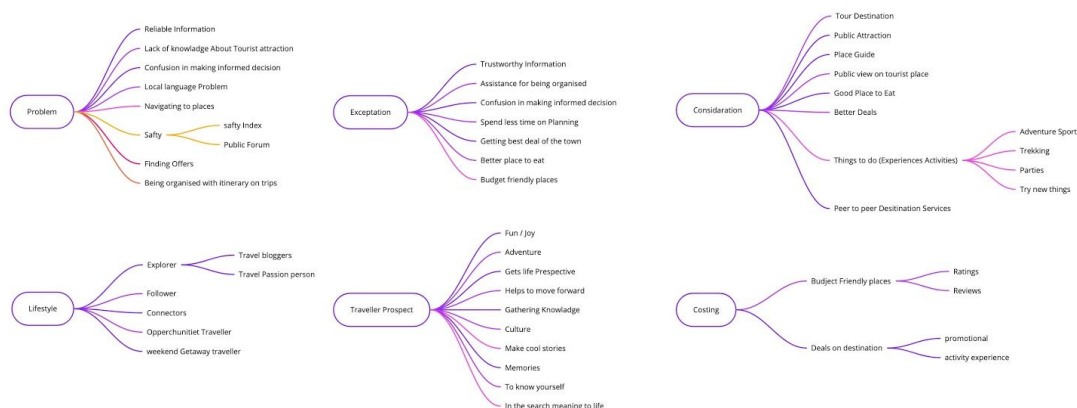 Problem
Reliable Information
Lack of knowladge About Tourist attraction
Confusion in making informed decision
Local language Problem
Navigating to places
Safty
safty Index
Public Forum
Finding Offers
Being organised with itinerary on trips
Exceptation
Trustworthy Information
Assistance for being organised
Confusion in making informed decision
Spend less time on Planning
Getting best deal of the town
Better place to eat
Budget friendly places
Considaration
Tour Destination
Public Attraction
Place Guide
Public view on tourist place
Good Place to Eat
Better Deals
Things to do (Experiences Activities)
Adventure Sport
Trekking
Parties
Try new things
Peer to peer Desitination Services
Lifestyle
Explorer
Travel bloggers
Travel Passion person
Follower
Connectors
Opperchunitiet Traveller
weekend Getaway traveller
Traveller Prospect
Fun / Joy
Adventure
Gets life Prespective
Helps to move forward
Gathering Knowladge
Culture
Make cool stories
Memories
To know yourself
In the search meaning to life
Costing
Budject Friendly places
Ratings
Reviews
Deals on destination
promotional
activity experience